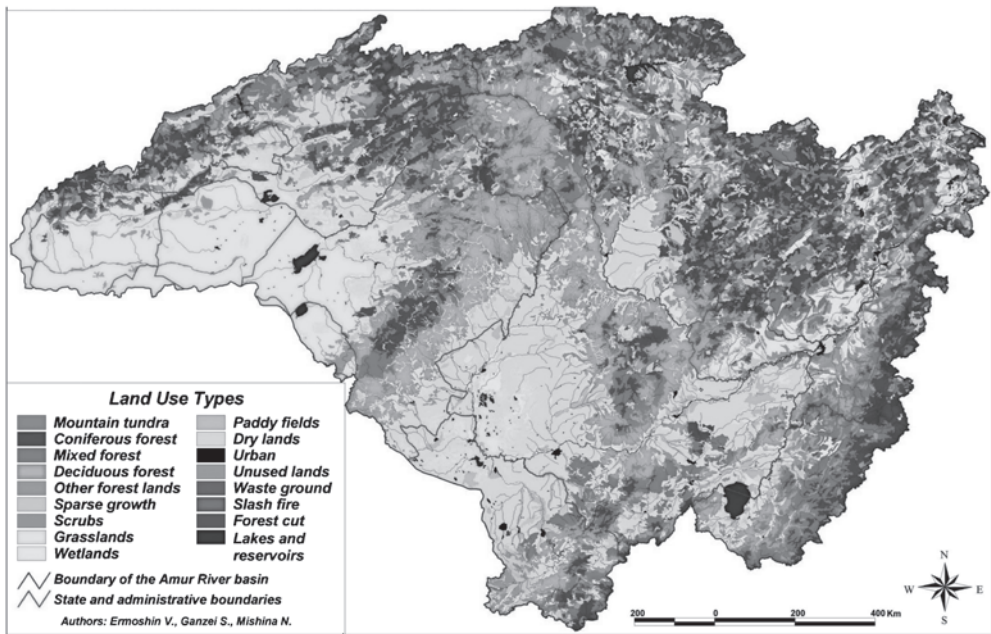 Land Use Types
Mountain tundra
Coniferous forest
Mixed forest
Deciduous forest
Other forest lands
Sparse growth
Scrubs
Grasslands
Wetlands
Paddy fields
Dry lands
Urban
Unused lands
Waste ground
Slash fire
Forest cut
Lakes and
reservoirs
Boundary of the Amur River basin
State and administrative boundaries
Authors: Ermoshin V., Ganzei S., Mishina N.
N
W E
S
200 0 200 400 Км